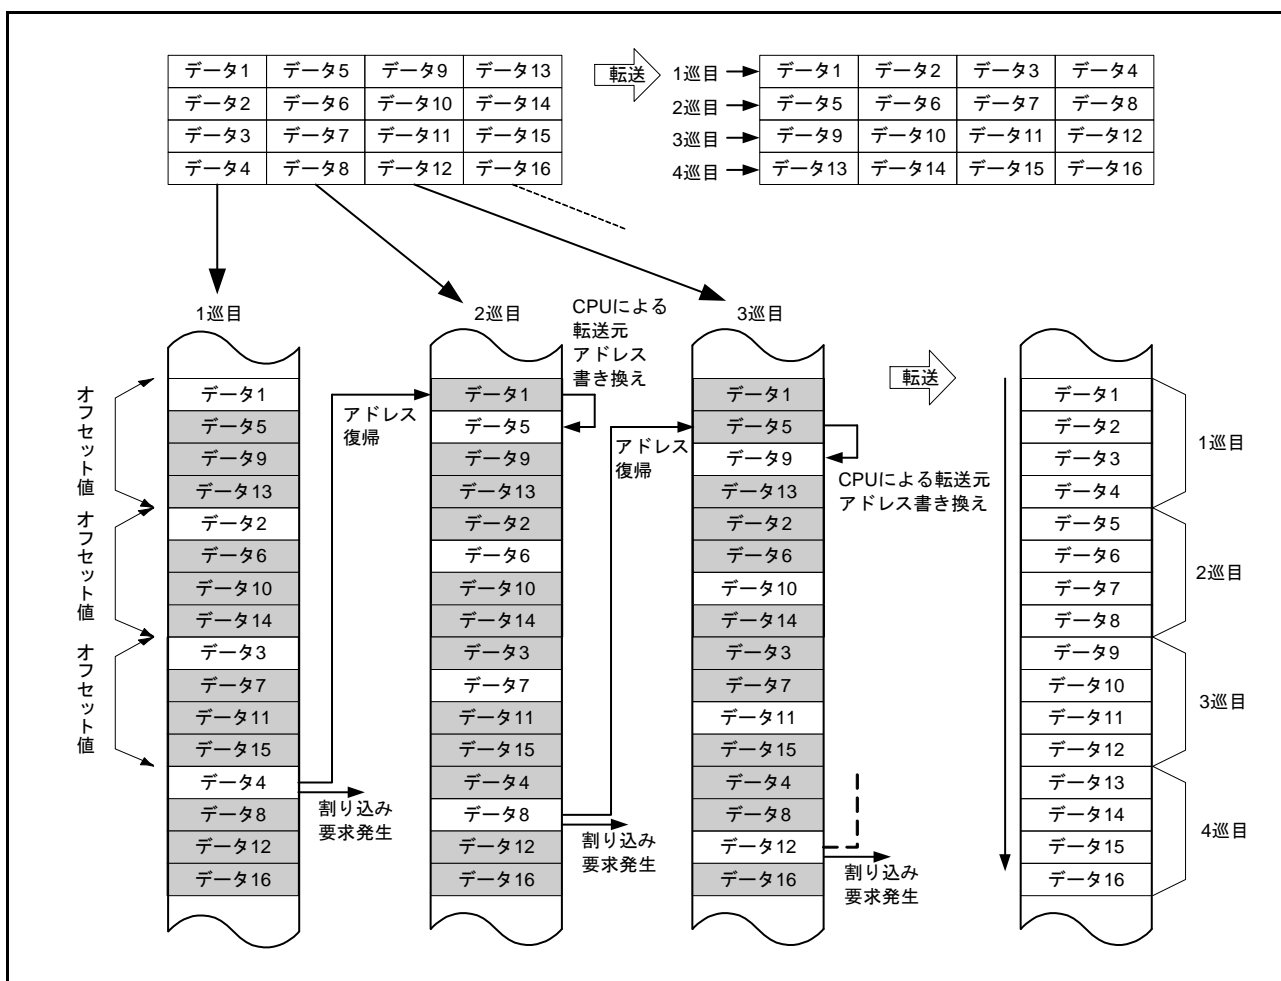 データ1 データ5 データ9 データ13
データ2 データ6 データ10 データ14
データ3 データ7 データ11 データ15
データ4 データ8 データ12 データ16
転送
1巡目 データ1 データ2 データ3 データ4
2巡目 データ5 データ6 データ7 データ8
3巡目 データ9 データ10 データ11 データ12
4巡目 データ13 データ14 データ15 データ16
1巡目
オフセット値
オフセット値
オフセット値
データ1
データ5
データ9
データ13
データ2
データ6
データ10
データ14
データ3
データ7
データ11
データ15
データ4
データ8
データ12
データ16
アドレス
復帰
割り込み
要求発生
2巡目
CPUによる
転送元
アドレス
書き換え
データ1
データ5
データ9
データ13
データ2
データ6
データ10
データ14
データ3
データ7
データ11
データ15
データ4
データ8
データ12
データ16
アドレス
復帰
割り込み
要求発生
3巡目
データ1
データ5
データ9
データ13
データ2
データ6
データ10
データ14
データ3
データ7
データ11
データ15
データ4
データ8
データ12
データ16
CPUによる転送元
アドレス書き換え
割り込み
要求発生
転送
データ1
データ2
データ3
データ4
データ5
データ6
データ7
データ8
データ9
データ10
データ11
データ12
データ13
データ14
データ15
データ16
1巡目
2巡目
3巡目
4巡目